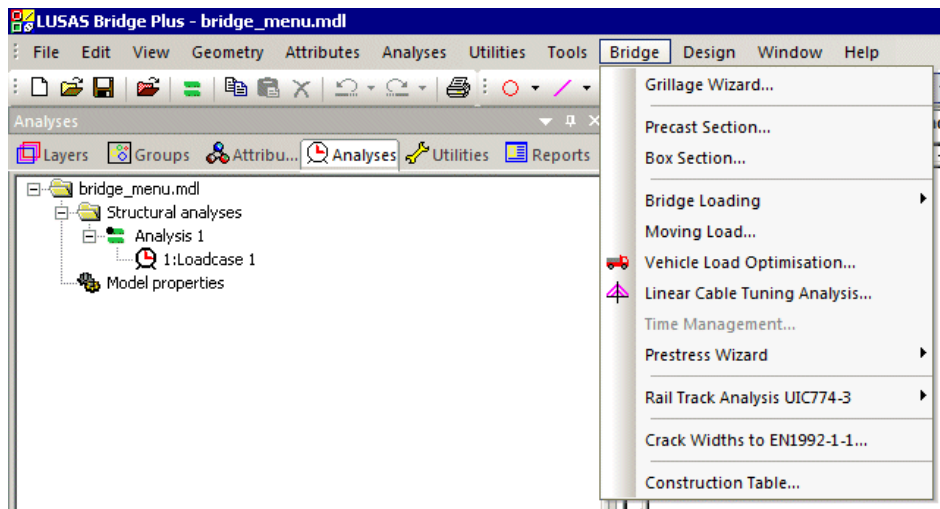 LUSAS Bridge Plus - bridge_menu.mdl
File Edit View Geometry Attributes Analyses Utilities Tools Bridge Design Window Help
Analyses
Layers Groups Attribu... Analyses Utilities Reports
bridge_menu.mdl
Structural analyses
Analysis 1
1:Loadcase 1
Model properties
Grillage Wizard...
Precast Section...
Box Section...
Bridge Loading
Moving Load...
Vehicle Load Optimisation...
Linear Cable Tuning Analysis...
Time Management...
Prestress Wizard
Rail Track Analysis UIC774-3
Crack Widths to EN1992-1-1...
Construction Table...